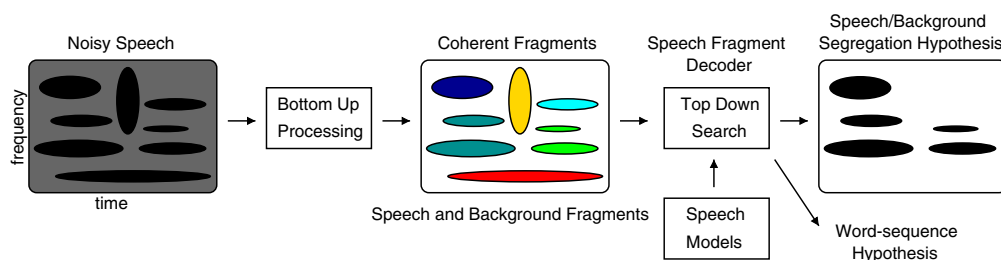 Noisy Speech
frequency
time
Bottom Up
Processing
Coherent Fragments
Speech and Background Fragments
Speech Fragment
Decoder
Top Down
Search
Speech
Models
Speech/Background
Segregation Hypothesis
Word-sequence
Hypothesis